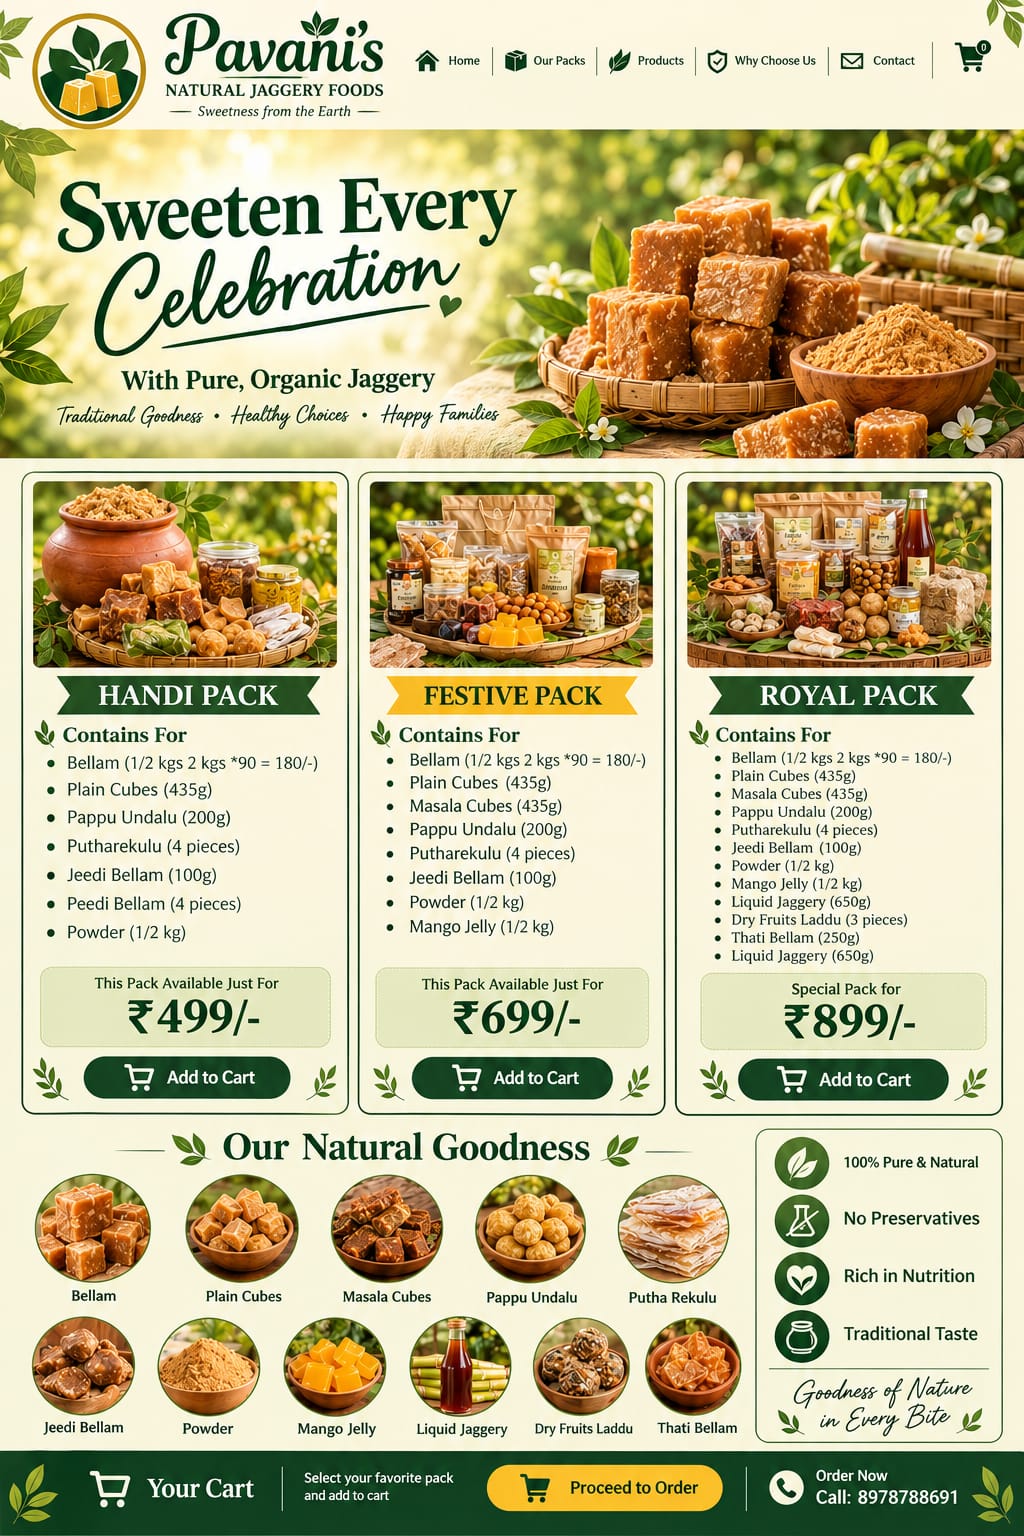 Pavani's
NATURAL JAGGERY FOODS
Sweetness from the Earth
Home
Our Packs
Products
Why Choose Us
Contact
0
Sweeten Every
Celebration
With Pure, Organic Jaggery
Traditional Goodness • Healthy Choices • Happy Families
HANDI PACK
Contains For
• Bellam (1/2 kgs 2 kgs *90 = 180/-)
• Plain Cubes (435g)
• Pappu Undalu (200g)
• Putharekulu (4 pieces)
• Jeedi Bellam (100g)
• Peedi Bellam (4 pieces)
• Powder (1/2 kg)
This Pack Available Just For
₹499/-
Add to Cart
FESTIVE PACK
Contains For
• Bellam (1/2 kgs 2 kgs *90 = 180/-)
• Plain Cubes (435g)
• Masala Cubes (435g)
• Pappu Undalu (200g)
• Putharekulu (4 pieces)
• Jeedi Bellam (100g)
• Powder (1/2 kg)
• Mango Jelly (1/2 kg)
This Pack Available Just For
₹699/-
Add to Cart
ROYAL PACK
Contains For
• Bellam (1/2 kgs 2 kgs *90 = 180/-)
• Plain Cubes (435g)
• Masala Cubes (435g)
• Pappu Undalu (200g)
• Putharekulu (4 pieces)
• Jeedi Bellam (100g)
• Powder (1/2 kg)
• Mango Jelly (1/2 kg)
• Liquid Jaggery (650g)
• Dry Fruits Laddu (3 pieces)
• Thati Bellam (250g)
• Liquid Jaggery (650g)
Special Pack for
₹899/-
Add to Cart
Our Natural Goodness
Bellam
Plain Cubes
Masala Cubes
Pappu Undalu
Putha Rekulu
Jeedi Bellam
Powder
Mango Jelly
Liquid Jaggery
Dry Fruits Laddu
Thati Bellam
100% Pure & Natural
No Preservatives
Rich in Nutrition
Traditional Taste
Goodness of Nature
in Every Bite
Your Cart
Select your favorite pack
and add to cart
Proceed to Order
Order Now
Call: 8978788691